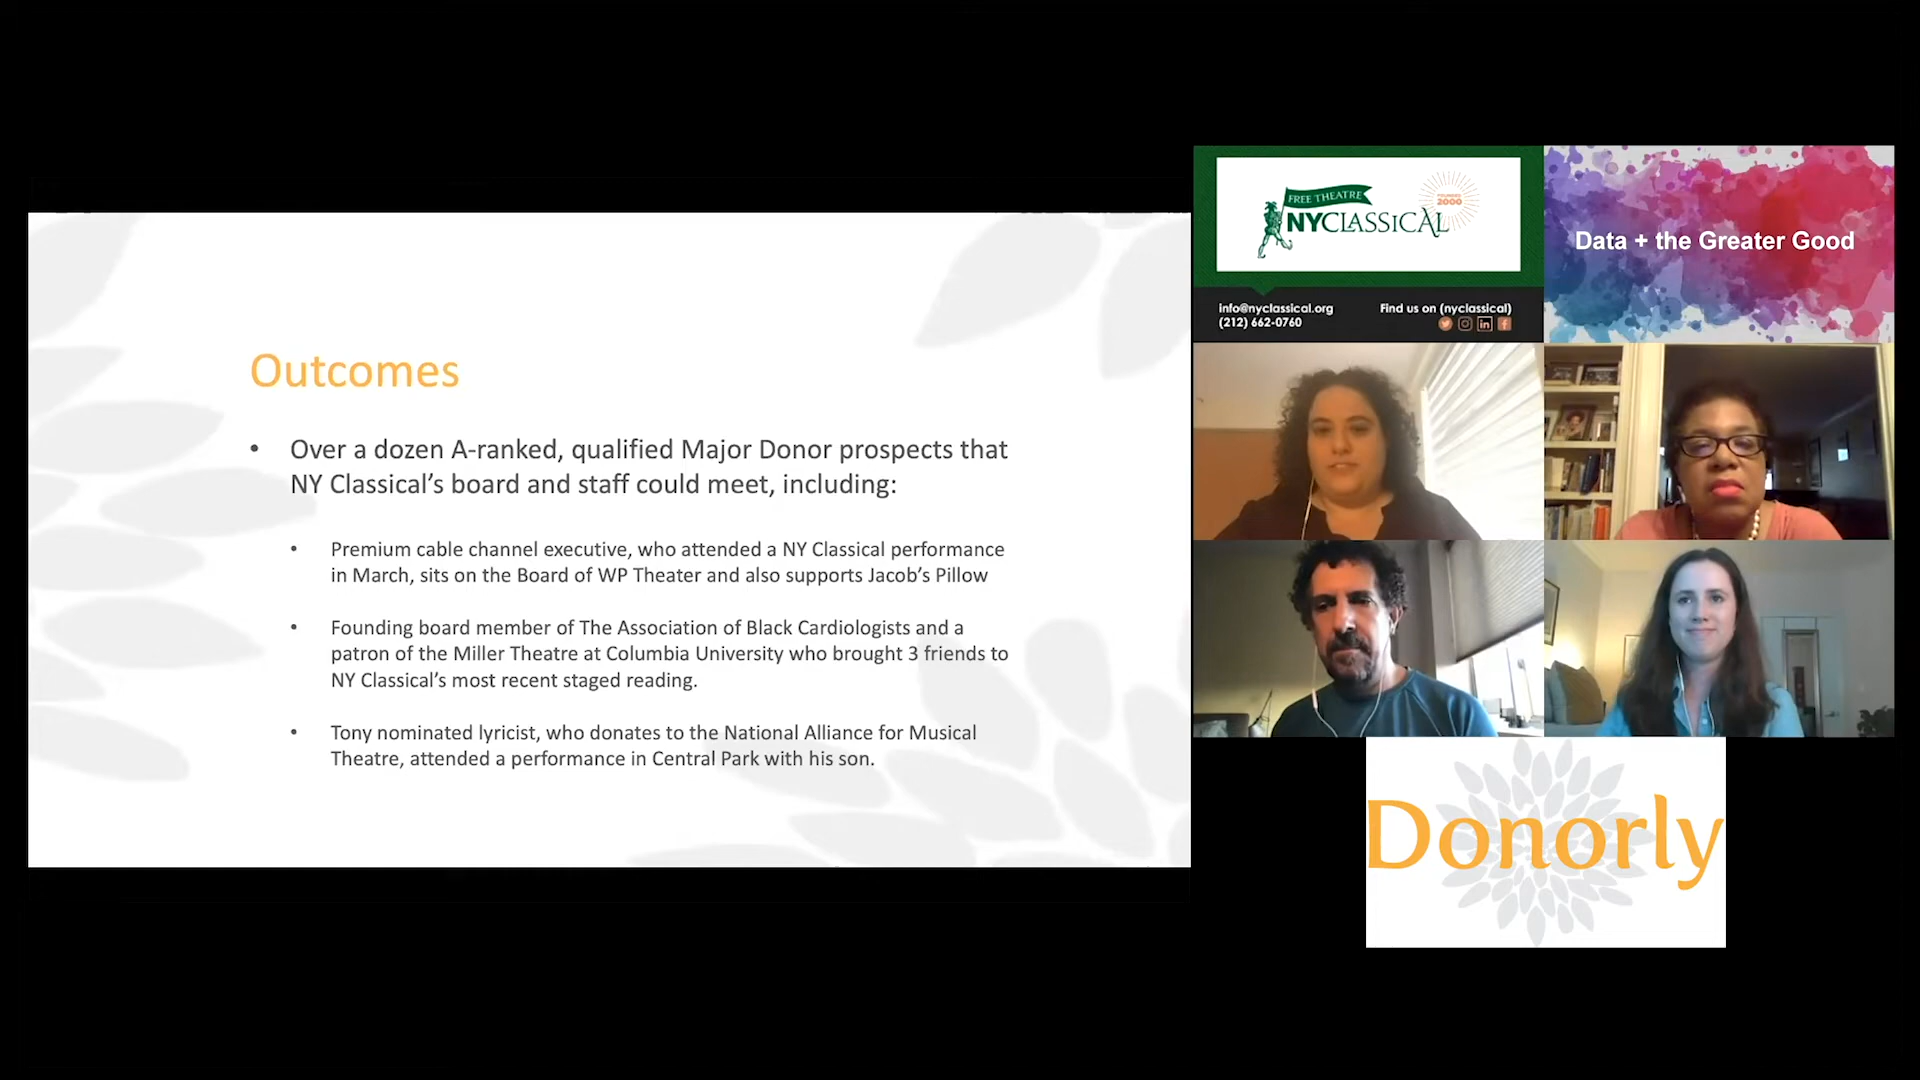 Outcomes
• Over a dozen A-ranked, qualified Major Donor prospects that
NY Classical's board and staff could meet, including:
• Premium cable channel executive, who attended a NY Classical performance
in March, sits on the Board of WP Theater and also supports Jacob's Pillow
• Founding board member of The Association of Black Cardiologists and a
patron of the Miller Theatre at Columbia University who brought 3 friends to
NY Classical's most recent staged reading.
• Tony nominated lyricist, who donates to the National Alliance for Musical
Theatre, attended a performance in Central Park with his son.
FREE THEATRE
NYCLASSICAL
FOUNDED
2000
info@nyclassical.org
(212) 662-0760
Find us on (nyclassical)
Data + the Greater Good
Donorly